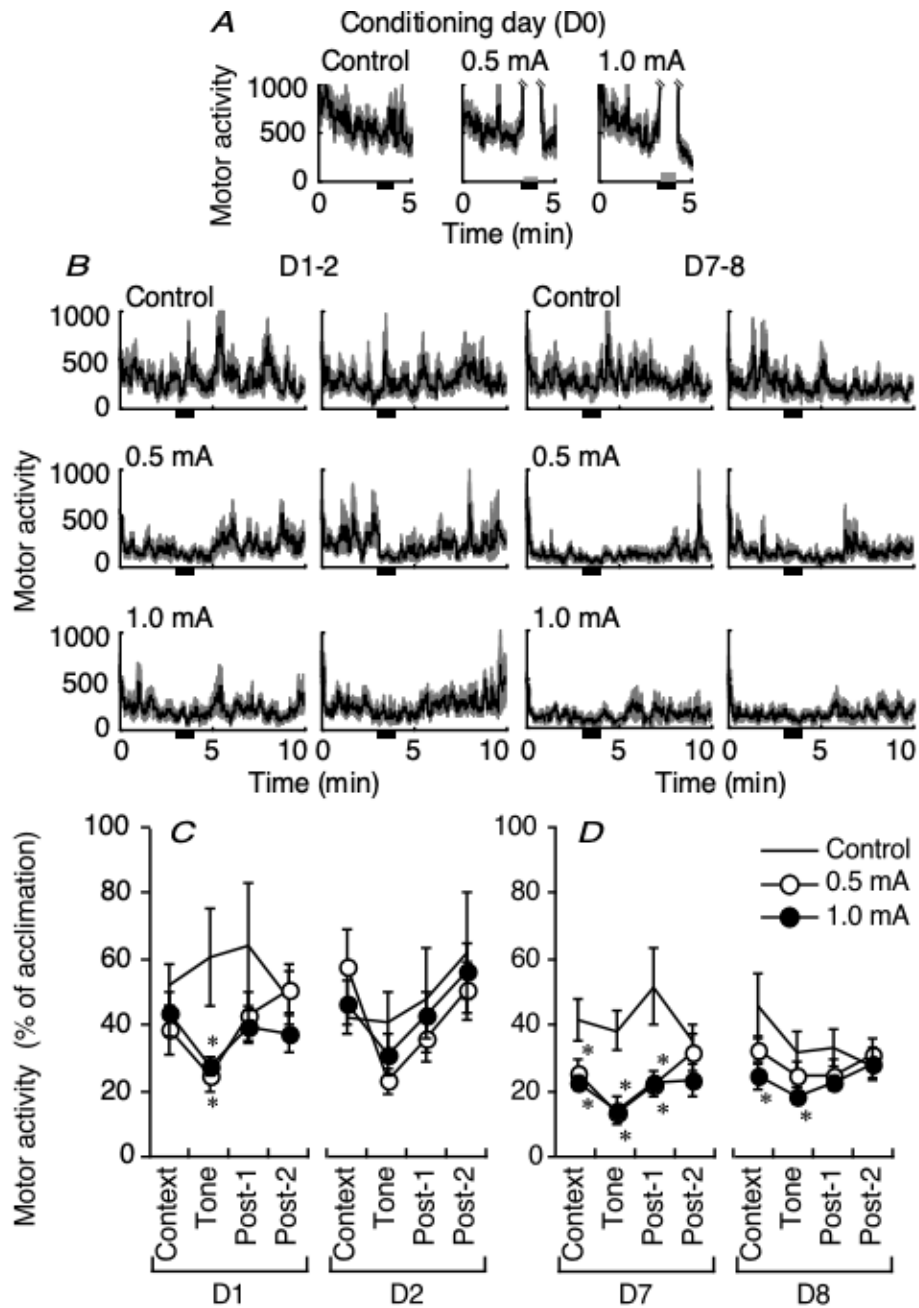 A Conditioning day (D0)
Control 0.5 mA 1.0 mA
Motor activity
1000
500
0
0 5 0 5 0 5
Time (min)
B D1-2 D7-8
Control Control
1000
500
0
0.5 mA 0.5 mA
Motor activity
1000
500
0
1.0 mA 1.0 mA
1000
500
0
0 5 10 5 10 0 5 10 5 10
Time (min) Time (min)
Motor activity (% of acclimation)
C D
100 100
80 80
60 60
40 40
20 20
0 0
Control
0.5 mA
1.0 mA
* * * * * * * * * *
Context Tone Post-1 Post-2 Context Tone Post-1 Post-2 Context Tone Post-1 Post-2 Context Tone Post-1 Post-2
D1 D2 D7 D8